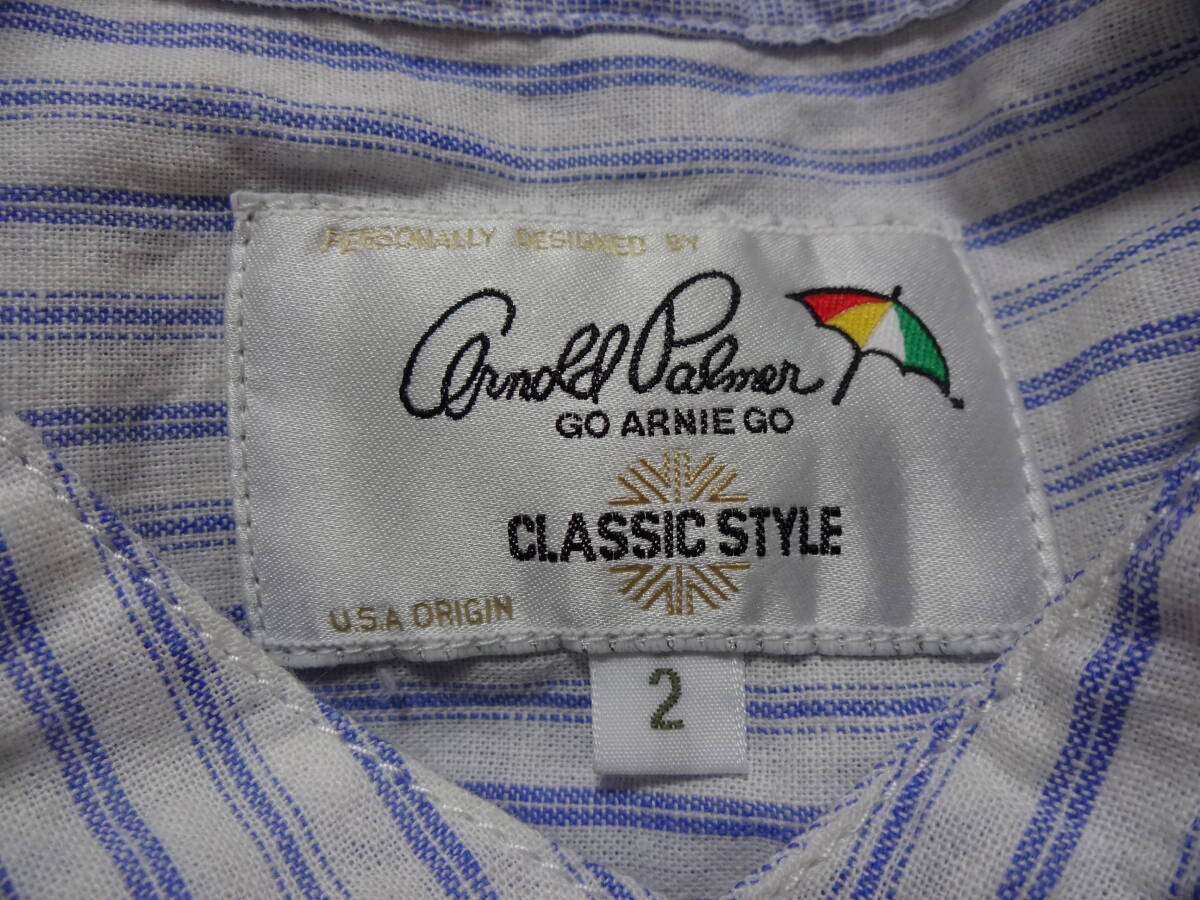 PERSONALLY DESIGNED BY
Arnold Palmer
GO ARNIE GO
CLASSIC STYLE
U.S.A ORIGIN
2